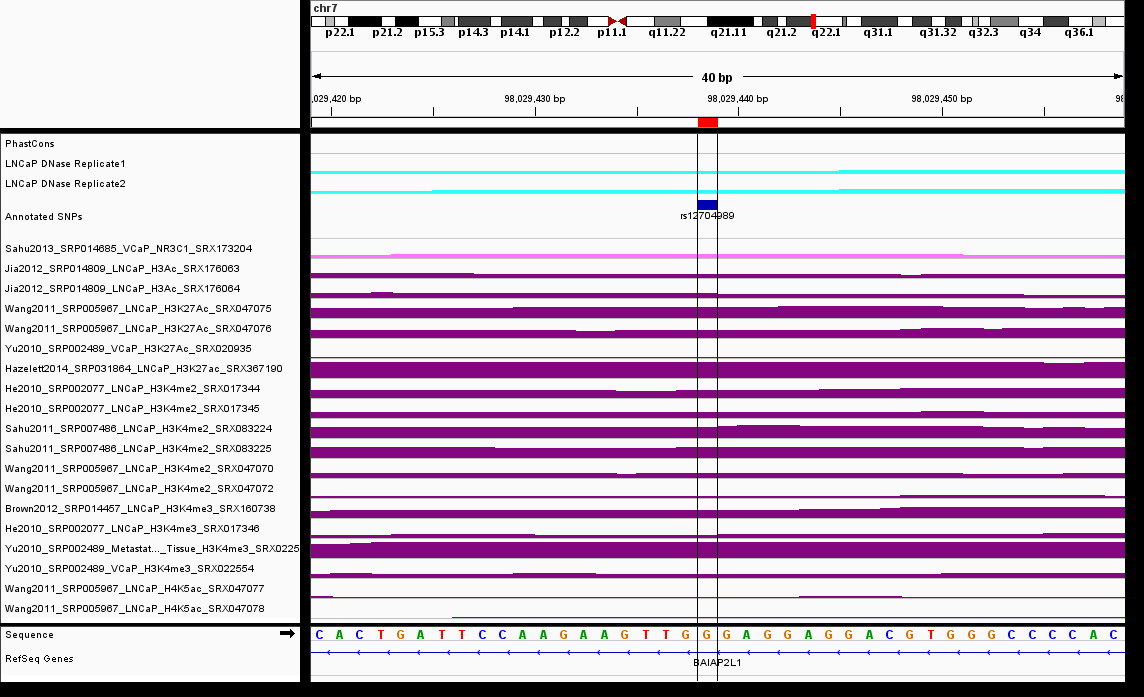 chr7
p22.1 p21.2 p15.3 p14.3 p14.1 p12.2 p11.1 q11.22 q21.11 q21.2 q22.1 q31.1 q31.32 q32.3 q34 q36.1
40 bp
,029,420 bp 98,029,430 bp 98,029,440 bp 98,029,450 bp 98
PhastCons
LNCaP DNase Replicate1
LNCaP DNase Replicate2
Annotated SNPs
rs12704989
Sahu2013_SRP014685_VCaP_NR3C1_SRX173204
Jia2012_SRP014809_LNCaP_H3Ac_SRX176063
Jia2012_SRP014809_LNCaP_H3Ac_SRX176064
Wang2011_SRP005967_LNCaP_H3K27Ac_SRX047075
Wang2011_SRP005967_LNCaP_H3K27Ac_SRX047076
Yu2010_SRP002489_VCaP_H3K27Ac_SRX020935
Hazelett2014_SRP031864_LNCaP_H3K27ac_SRX367190
He2010_SRP002077_LNCaP_H3K4me2_SRX017344
He2010_SRP002077_LNCaP_H3K4me2_SRX017345
Sahu2011_SRP007486_LNCaP_H3K4me2_SRX083224
Sahu2011_SRP007486_LNCaP_H3K4me2_SRX083225
Wang2011_SRP005967_LNCaP_H3K4me2_SRX047070
Wang2011_SRP005967_LNCaP_H3K4me2_SRX047072
Brown2012_SRP014457_LNCaP_H3K4me3_SRX160738
He2010_SRP002077_LNCaP_H3K4me3_SRX017346
Yu2010_SRP002489_Metastat..._Tissue_H3K4me3_SRX0225
Yu2010_SRP002489_VCaP_H3K4me3_SRX022554
Wang2011_SRP005967_LNCaP_H4K5ac_SRX047077
Wang2011_SRP005967_LNCaP_H4K5ac_SRX047078
Sequence C A C T G A T T C C A A G A A G T T G G G A G G A G G A C G T G G G C C C C A C
RefSeq Genes
BAIAP2L1